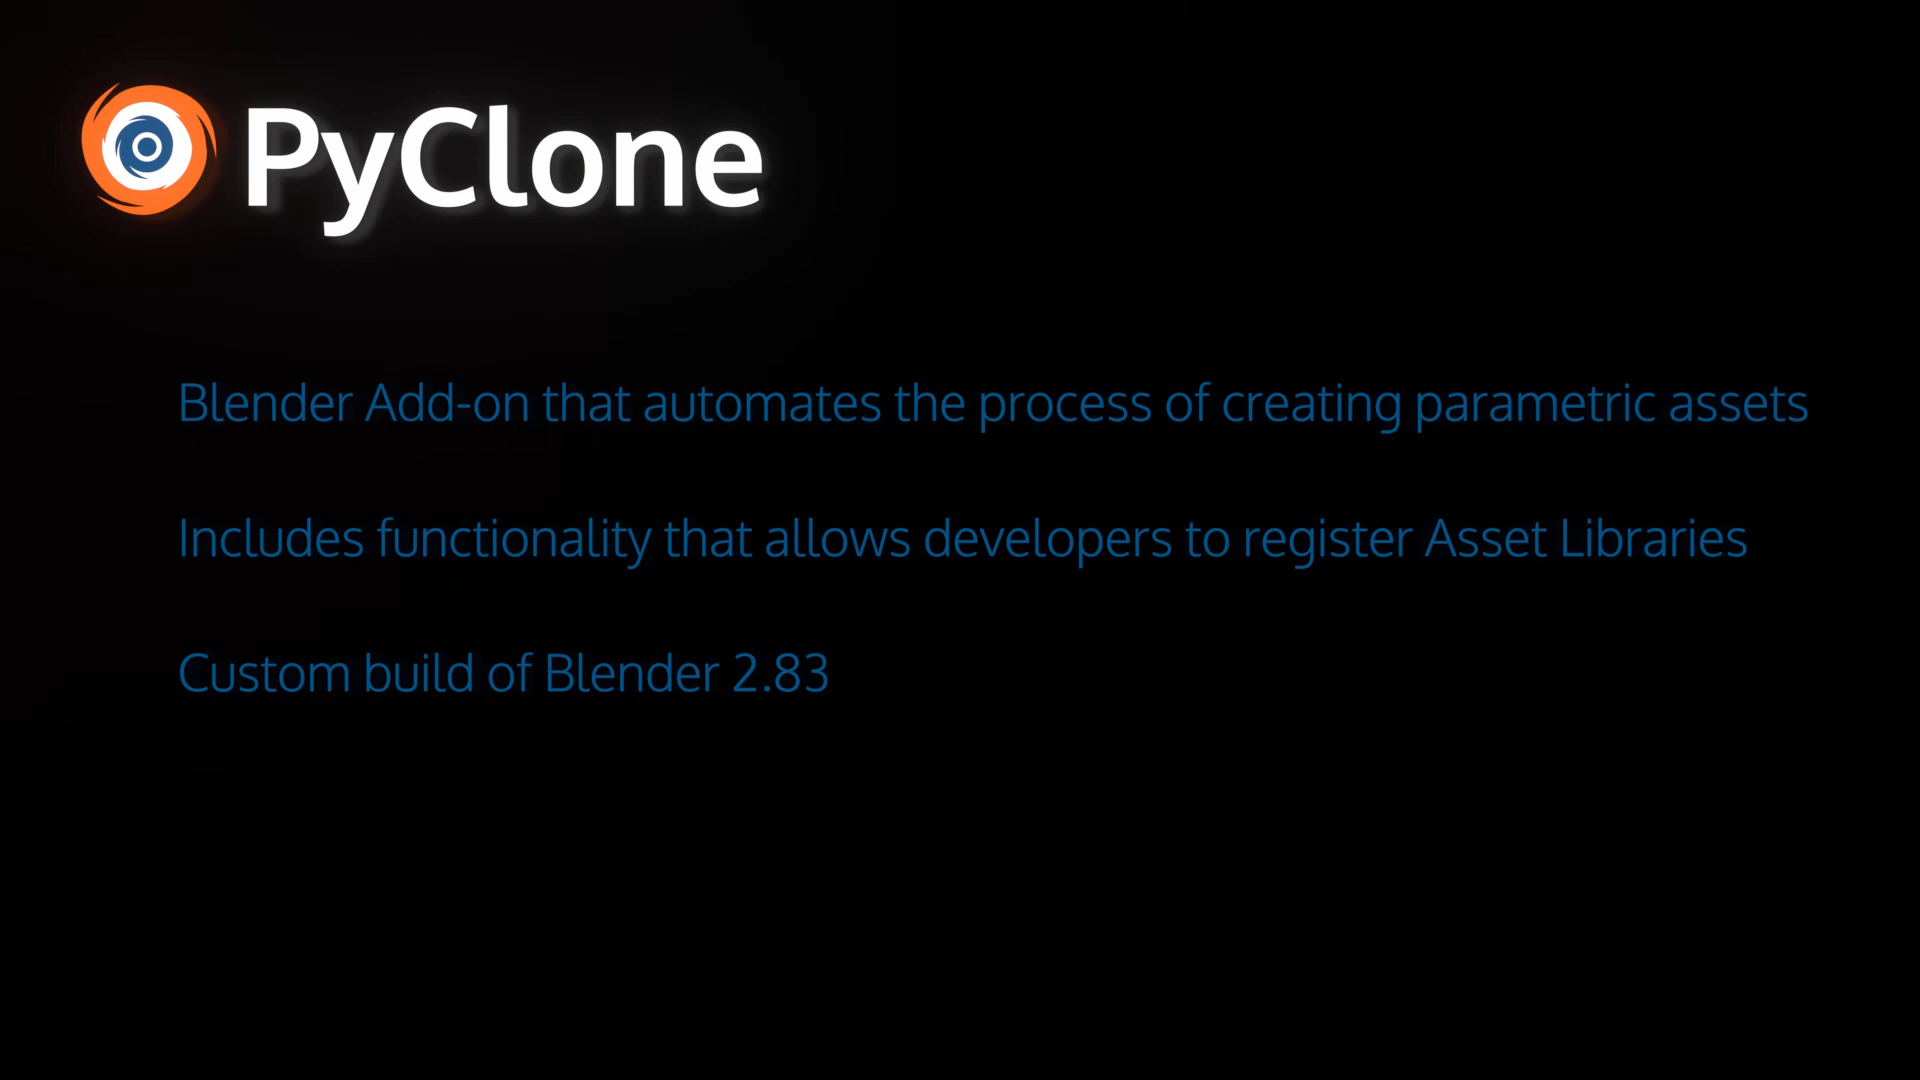 PyClone
Blender Add-on that automates the process of creating parametric assets
Includes functionality that allows developers to register Asset Libraries
Custom build of Blender 2.83